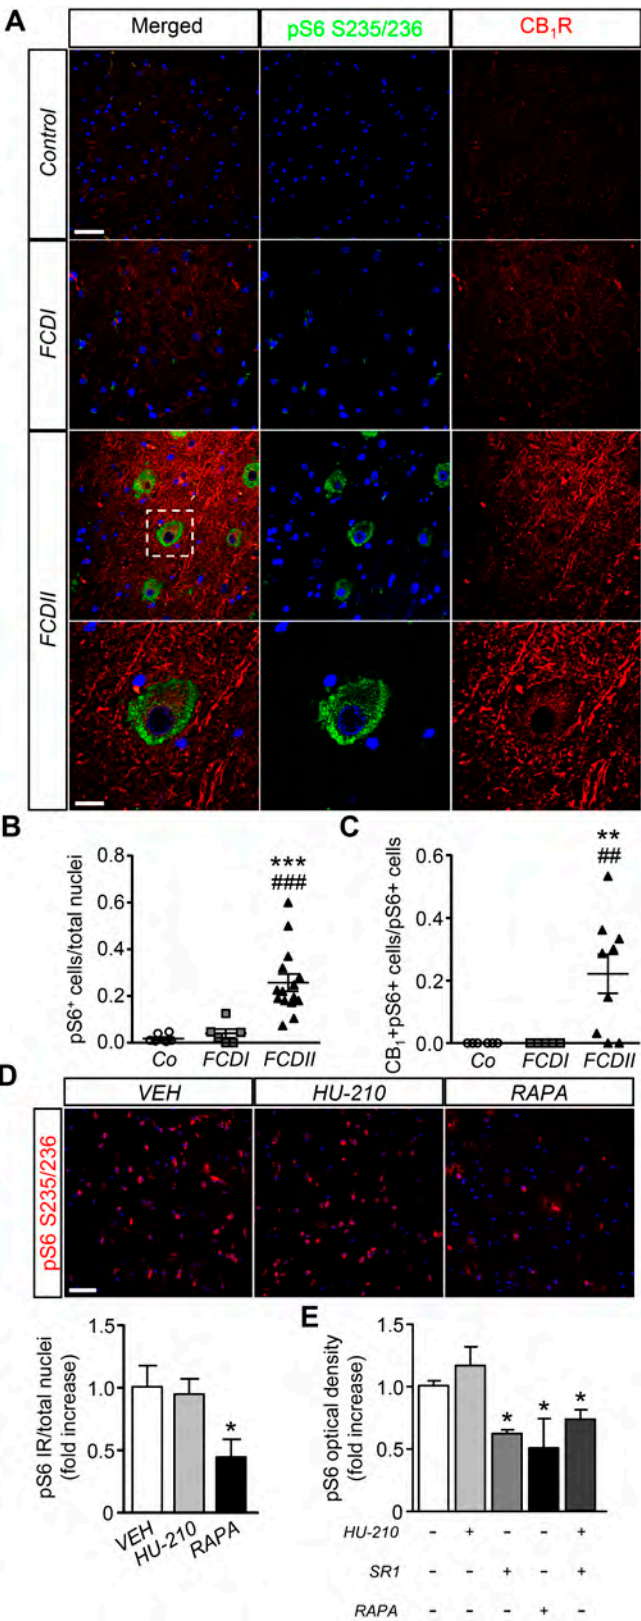 A
Merged
pS6 S235/236
CB₁R
Control
FCDI
FCDII
B
pS6⁺ cells/total nuclei
0.8
0.6
0.4
0.2
0.0
***
###
Co
FCDI
FCDII
C
CB₁+pS6+ cells/pS6+ cells
0.6
0.4
0.2
0.0
**
##
Co
FCDI
FCDII
D
VEH
HU-210
RAPA
pS6 S235/236
pS6 IR/total nuclei
(fold increase)
1.5
1.0
0.5
0
*
VEH
HU-210
RAPA
E
pS6 optical density
(fold increase)
1.5
1.0
0.5
0
* * *
HU-210 - + - - +
SR1 - - + - +
RAPA - - - + -